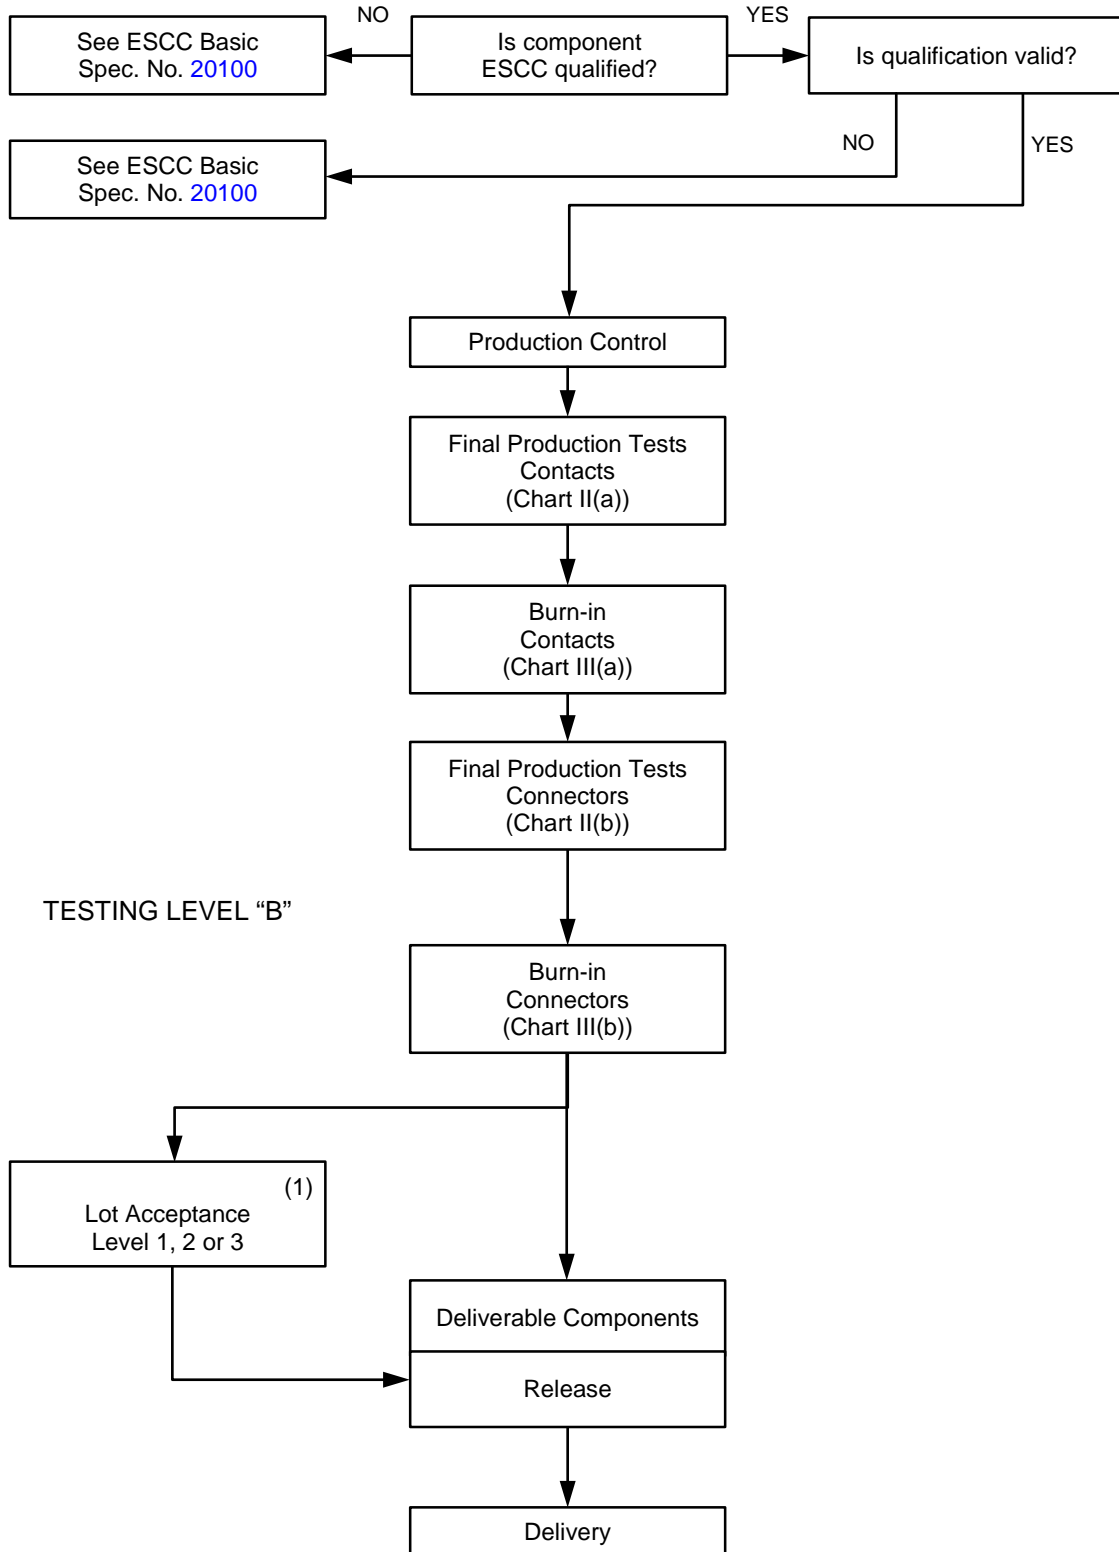 NO
YES
See ESCC Basic
Spec. No. 20100
Is component
ESCC qualified?
Is qualification valid?
NO
YES
See ESCC Basic
Spec. No. 20100
Production Control
Final Production Tests
Contacts
(Chart II(a))
Burn-in
Contacts
(Chart III(a))
Final Production Tests
Connectors
(Chart II(b))
TESTING LEVEL “B”
Burn-in
Connectors
(Chart III(b))
(1)
Lot Acceptance
Level 1, 2 or 3
Deliverable Components
Release
Delivery